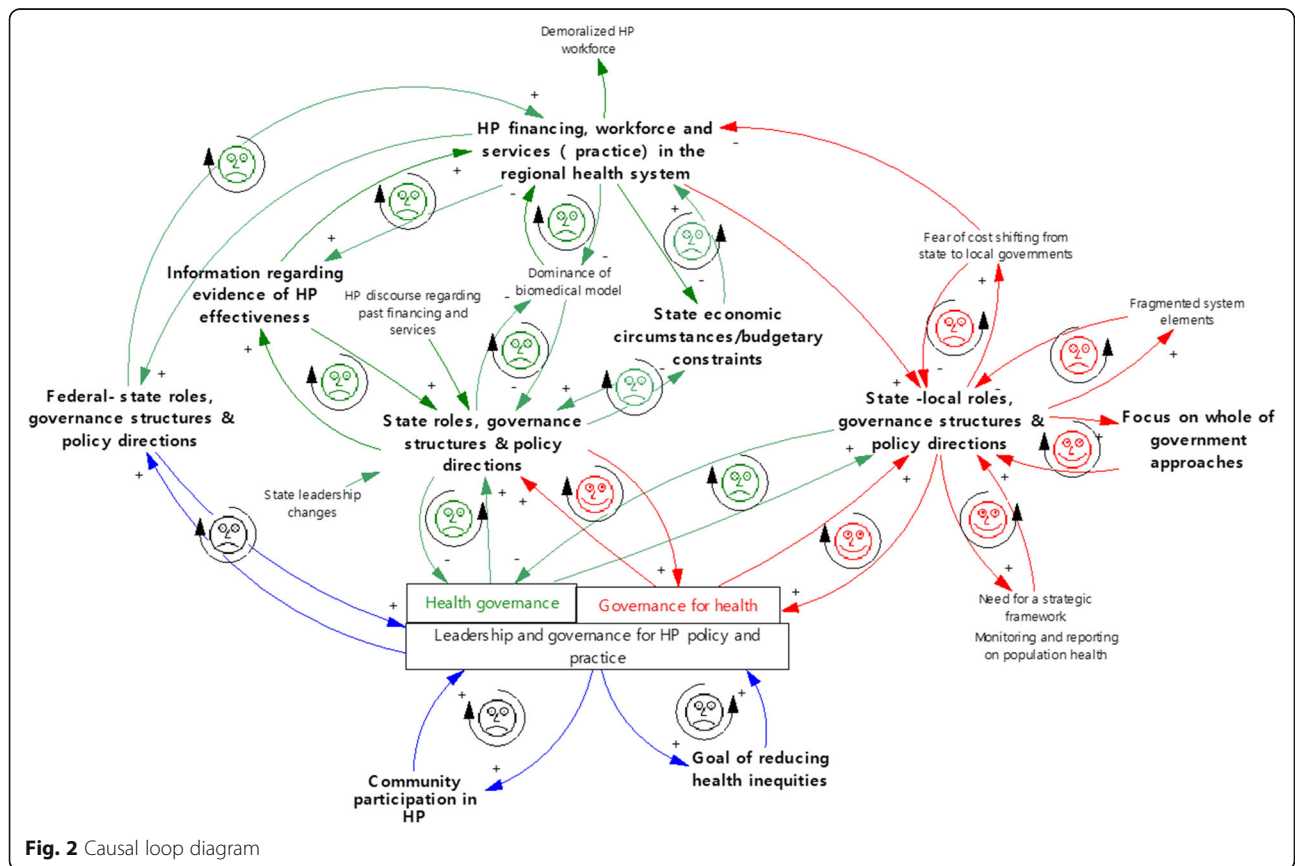 Demoralized HP
workforce
HP financing, workforce and
services ( practice) in the
regional health system
+
+
-
-
-
+
-
+
Fear of cost shifting from
state to local governments
+
Information regarding
evidence of HP
effectiveness
HP discourse regarding
past financing and
services
Dominance of
biomedical model
-
-
State economic
circumstances/budgetary
constraints
Fragmented system
elements
+
+
+
+
-
+
-
+
-
-
Federal- state roles,
governance structures &
policy directions
State roles, governance
structures & policy
directions
State -local roles,
governance structures &
policy directions
+
+
Focus on whole of
government
approaches
+
State leadership
changes
+
+
+
+
+
+
-
-
+
+
+
+
Health governance
Governance for health
Leadership and governance for HP policy and
practice
Need for a strategic
framework
Monitoring and reporting
on population health
+
+
+
+
Community
participation in
HP
Goal of reducing
health inequities
Fig. 2 Causal loop diagram